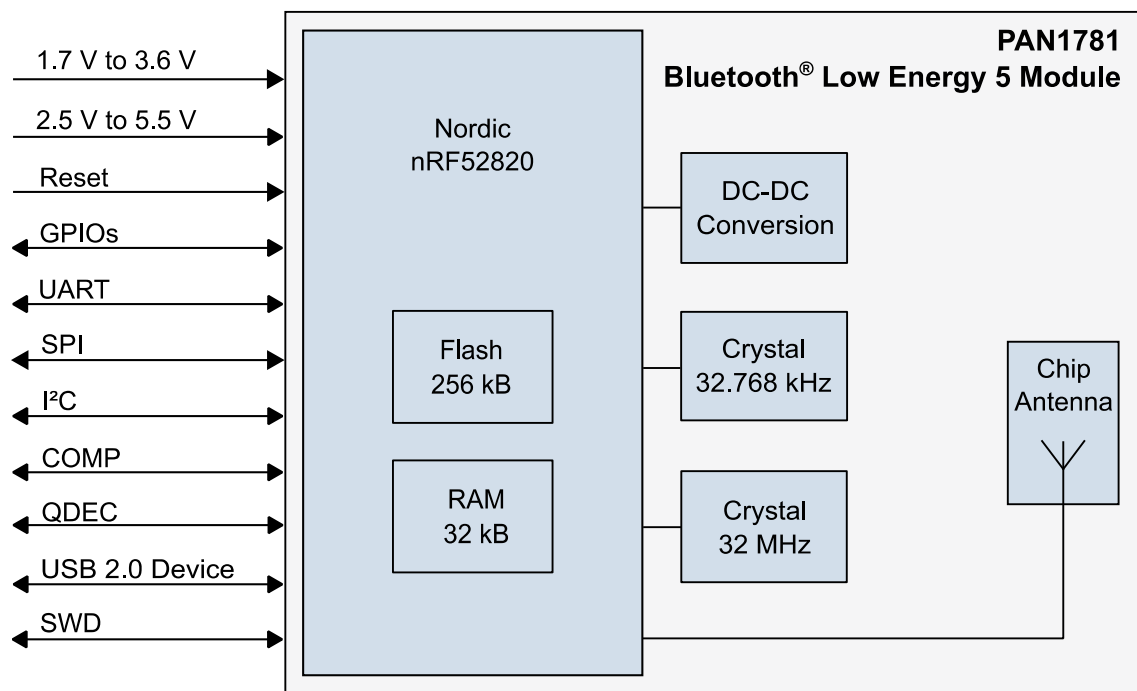 PAN1781
Bluetooth® Low Energy 5 Module
1.7 V to 3.6 V
2.5 V to 5.5 V
Reset
GPIOs
UART
SPI
I²C
COMP
QDEC
USB 2.0 Device
SWD
Nordic
nRF52820
Flash
256 kB
RAM
32 kB
DC-DC
Conversion
Crystal
32.768 kHz
Crystal
32 MHz
Chip
Antenna